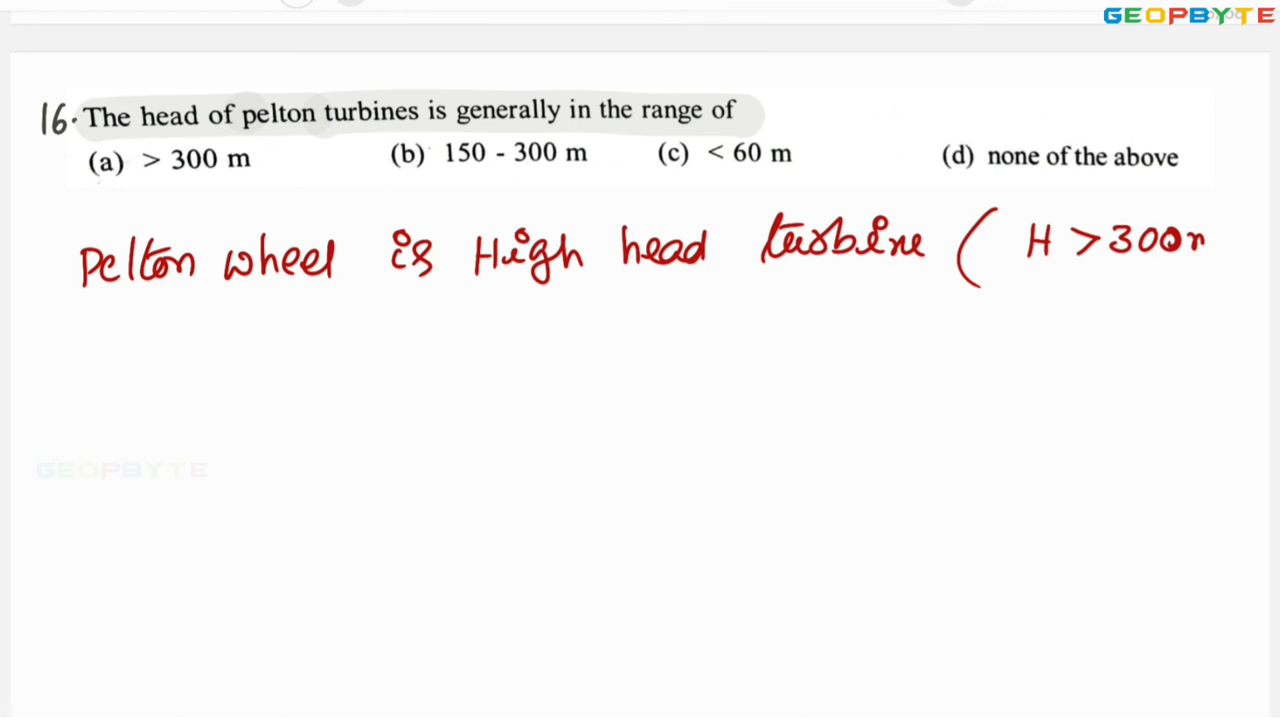 GEOPBYTE
16. The head of pelton turbines is generally in the range of
(a) > 300 m (b) 150 - 300 m (c) < 60 m (d) none of the above
Pelton wheel is High head turbine ( H > 300m
GEOPBYTE